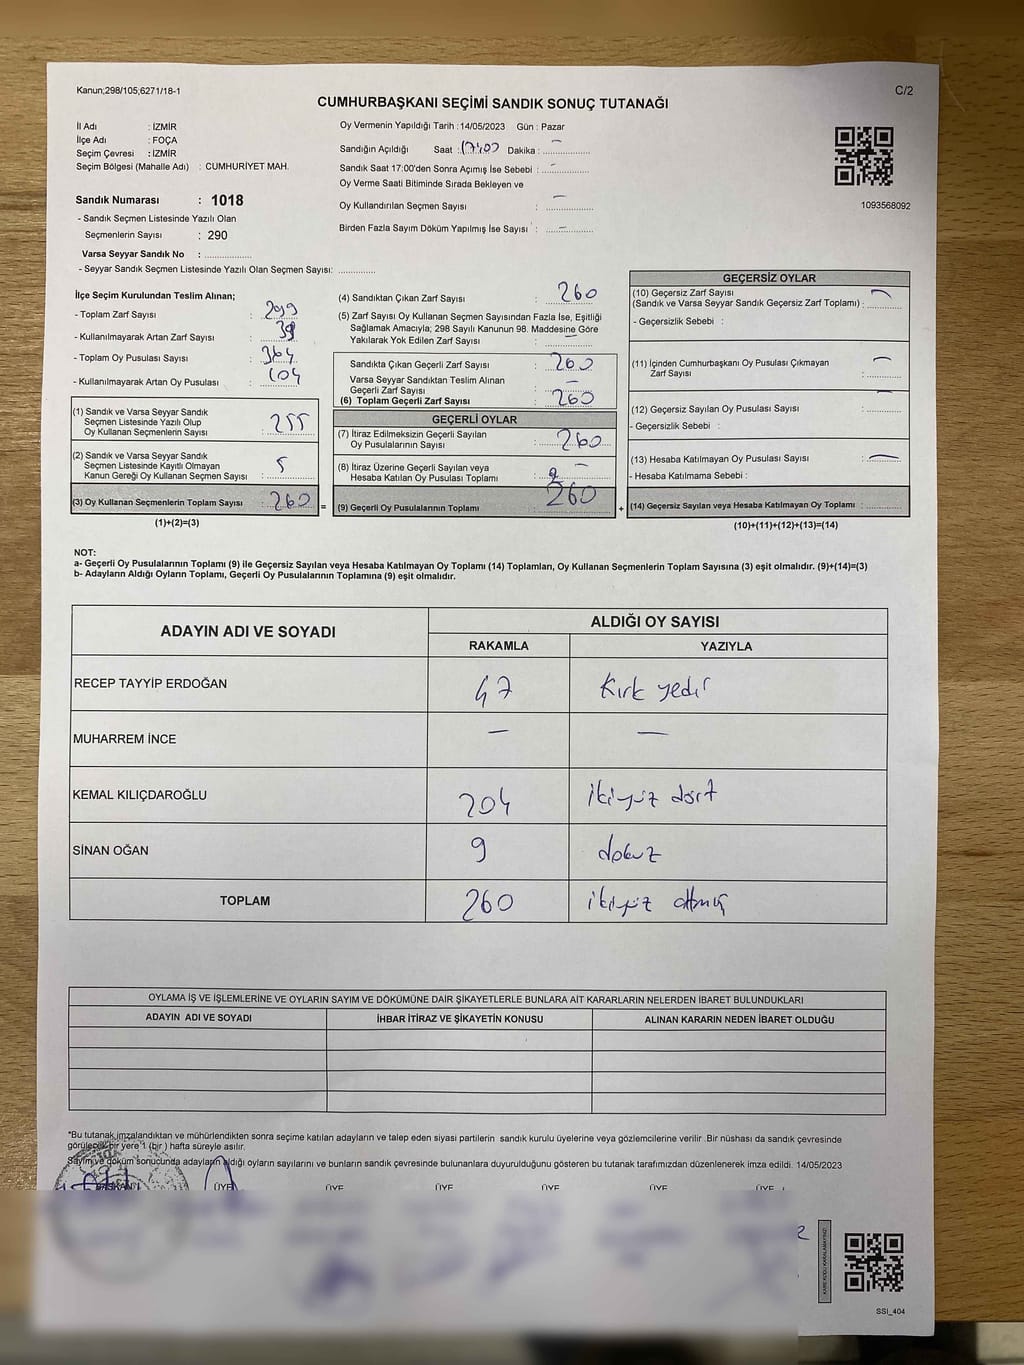 Kanun;298/105;6271/18-1
C/2
CUMHURBAŞKANI SEÇİMİ SANDIK SONUÇ TUTANAĞI
İl Adı : İZMİR
İlçe Adı : FOÇA
Seçim Çevresi : İZMİR
Seçim Bölgesi (Mahalle Adı) : CUMHURİYET MAH.
Sandık Numarası : 1018
- Sandık Seçmen Listesinde Yazılı Olan
Seçmenlerin Sayısı : 290
Varsa Seyyar Sandık No :
- Seyyar Sandık Seçmen Listesinde Yazılı Olan Seçmen Sayısı:
Oy Vermenin Yapıldığı Tarih :14/05/2023 Gün : Pazar
Sandığın Açıldığı Saat : 17:00 Dakika : –
Sandık Saat 17:00'den Sonra Açımış İse Sebebi : –
Oy Verme Saati Bitiminde Sırada Bekleyen ve
Oy Kullandırılan Seçmen Sayısı : –
Birden Fazla Sayım Döküm Yapılmış İse Sayısı : –
1093568092
İlçe Seçim Kurulundan Teslim Alınan;
- Toplam Zarf Sayısı : 299
- Kullanılmayarak Artan Zarf Sayısı : 39
- Toplam Oy Pusulası Sayısı : 364
- Kullanılmayarak Artan Oy Pusulası : 104
(1) Sandık ve Varsa Seyyar Sandık
Seçmen Listesinde Yazılı Olup
Oy Kullanan Seçmenlerin Sayısı : 255
(2) Sandık ve Varsa Seyyar Sandık
Seçmen Listesinde Kayıtlı Olmayan
Kanun Gereği Oy Kullanan Seçmen Sayısı : 5
(3) Oy Kullanan Seçmenlerin Toplam Sayısı : 260
=
(1)+(2)=(3)
(4) Sandıktan Çıkan Zarf Sayısı : 260
(5) Zarf Sayısı Oy Kullanan Seçmen Sayısından Fazla İse, Eşitliği
Sağlamak Amacıyla; 298 Sayılı Kanunun 98. Maddesine Göre
Yakılarak Yok Edilen Zarf Sayısı : –
Sandıkta Çıkan Geçerli Zarf Sayısı : 260
Varsa Seyyar Sandıktan Teslim Alınan
Geçerli Zarf Sayısı : –
(6) Toplam Geçerli Zarf Sayısı : 260
GEÇERLİ OYLAR
(7) İtiraz Edilmeksizin Geçerli Sayılan
Oy Pusulalarının Sayısı : 260
(8) İtiraz Üzerine Geçerli Sayılan veya
Hesaba Katılan Oy Pusulası Toplamı : –
(9) Geçerli Oy Pusulalarının Toplamı : 260
+
GEÇERSİZ OYLAR
(10) Geçersiz Zarf Sayısı
(Sandık ve Varsa Seyyar Sandık Geçersiz Zarf Toplamı) : –
- Geçersizlik Sebebi :
(11) İçinden Cumhurbaşkanı Oy Pusulası Çıkmayan
Zarf Sayısı : –
(12) Geçersiz Sayılan Oy Pusulası Sayısı : –
- Geçersizlik Sebebi :
(13) Hesaba Katılmayan Oy Pusulası Sayısı : –
- Hesaba Katılmama Sebebi :
(14) Geçersiz Sayılan veya Hesaba Katılmayan Oy Toplamı :
(10)+(11)+(12)+(13)=(14)
NOT:
a- Geçerli Oy Pusulalarının Toplamı (9) ile Geçersiz Sayılan veya Hesaba Katılmayan Oy Toplamı (14) Toplamları, Oy Kullanan Seçmenlerin Toplam Sayısına (3) eşit olmalıdır. (9)+(14)=(3)
b- Adayların Aldığı Oyların Toplamı, Geçerli Oy Pusulalarının Toplamına (9) eşit olmalıdır.
ADAYIN ADI VE SOYADI
ALDIĞI OY SAYISI
RAKAMLA YAZIYLA
RECEP TAYYİP ERDOĞAN 47 Kırk yedi
MUHARREM İNCE – –
KEMAL KILIÇDAROĞLU 204 ikiyüz dört
SİNAN OĞAN 9 dokuz
TOPLAM 260 ikiyüz altmış
OYLAMA İŞ VE İŞLEMLERİNE VE OYLARIN SAYIM VE DÖKÜMÜNE DAİR ŞİKAYETLERLE BUNLARA AİT KARARLARIN NELERDEN İBARET BULUNDUKLARI
ADAYIN ADI VE SOYADI İHBAR İTİRAZ VE ŞİKAYETİN KONUSU ALINAN KARARIN NEDEN İBARET OLDUĞU
*Bu tutanak imzalandıktan ve mühürlendikten sonra seçime katılan adayların ve talep eden siyasi partilerin sandık kurulu üyelerine veya gözlemcilerine verilir .Bir nüshası da sandık çevresinde
görülecek bir yere 1 (bir ) hafta süreyle asılır.
Sayım ve döküm sonucunda adayların aldığı oyların sayılarını ve bunların sandık çevresinde bulunanlara duyurulduğunu gösteren bu tutanak tarafımızdan düzenlenerek imza edildi. 14/05/2023
BAŞKAN ÜYE ÜYE ÜYE ÜYE ÜYE ÜYE
SSI_404